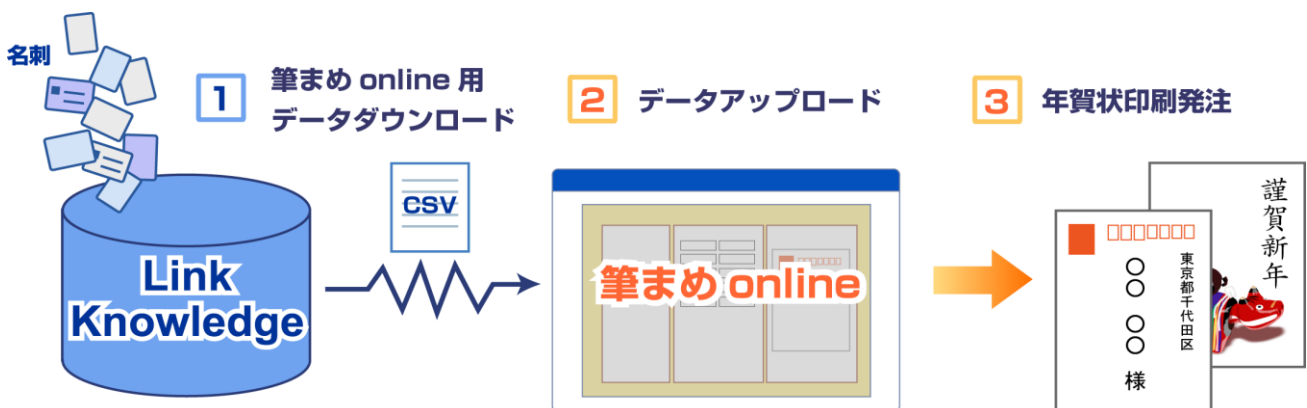 名刺
1
筆まめ online 用
データダウンロード
2
データアップロード
3
年賀状印刷発注
CSV
Link
Knowledge
筆まめ online
東京都千代田区
○○ ○○ 様
謹賀新年